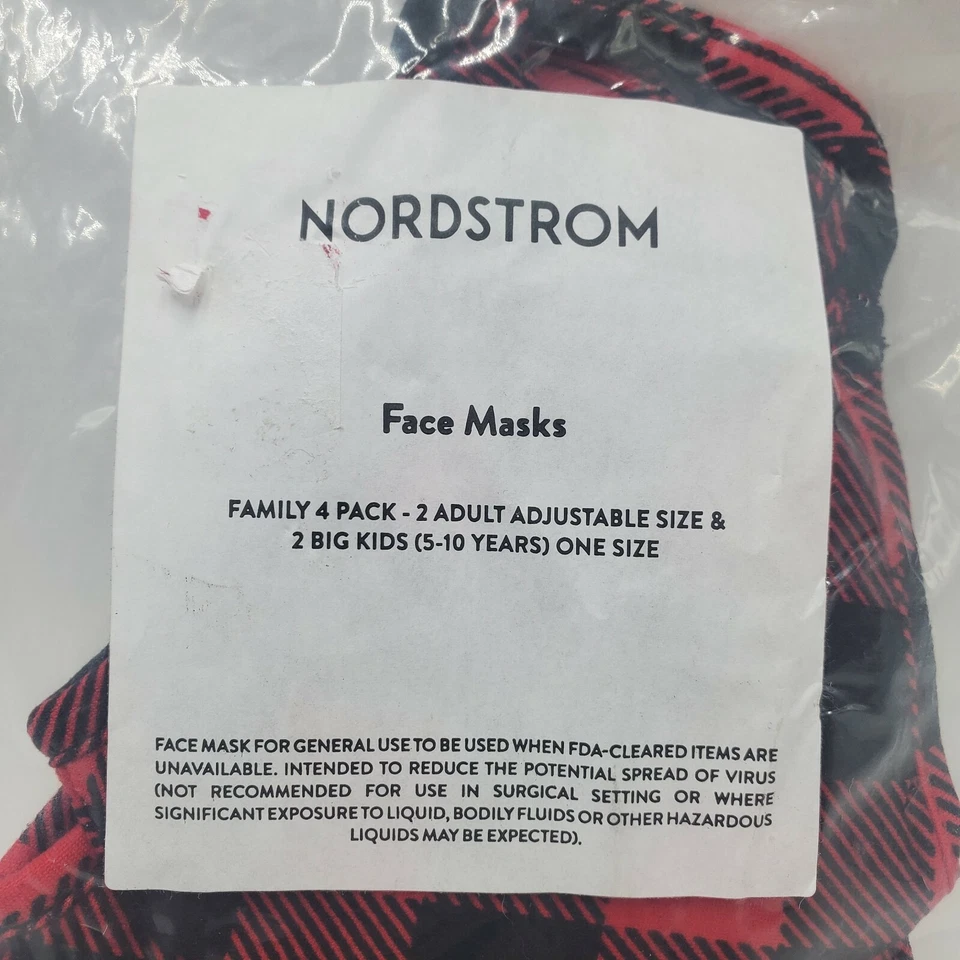 NORDSTROM
Face Masks
FAMILY 4 PACK - 2 ADULT ADJUSTABLE SIZE &
2 BIG KIDS (5-10 YEARS) ONE SIZE
FACE MASK FOR GENERAL USE TO BE USED WHEN FDA-CLEARED ITEMS ARE
UNAVAILABLE. INTENDED TO REDUCE THE POTENTIAL SPREAD OF VIRUS
(NOT RECOMMENDED FOR USE IN SURGICAL SETTING OR WHERE
SIGNIFICANT EXPOSURE TO LIQUID, BODILY FLUIDS OR OTHER HAZARDOUS
LIQUIDS MAY BE EXPECTED).